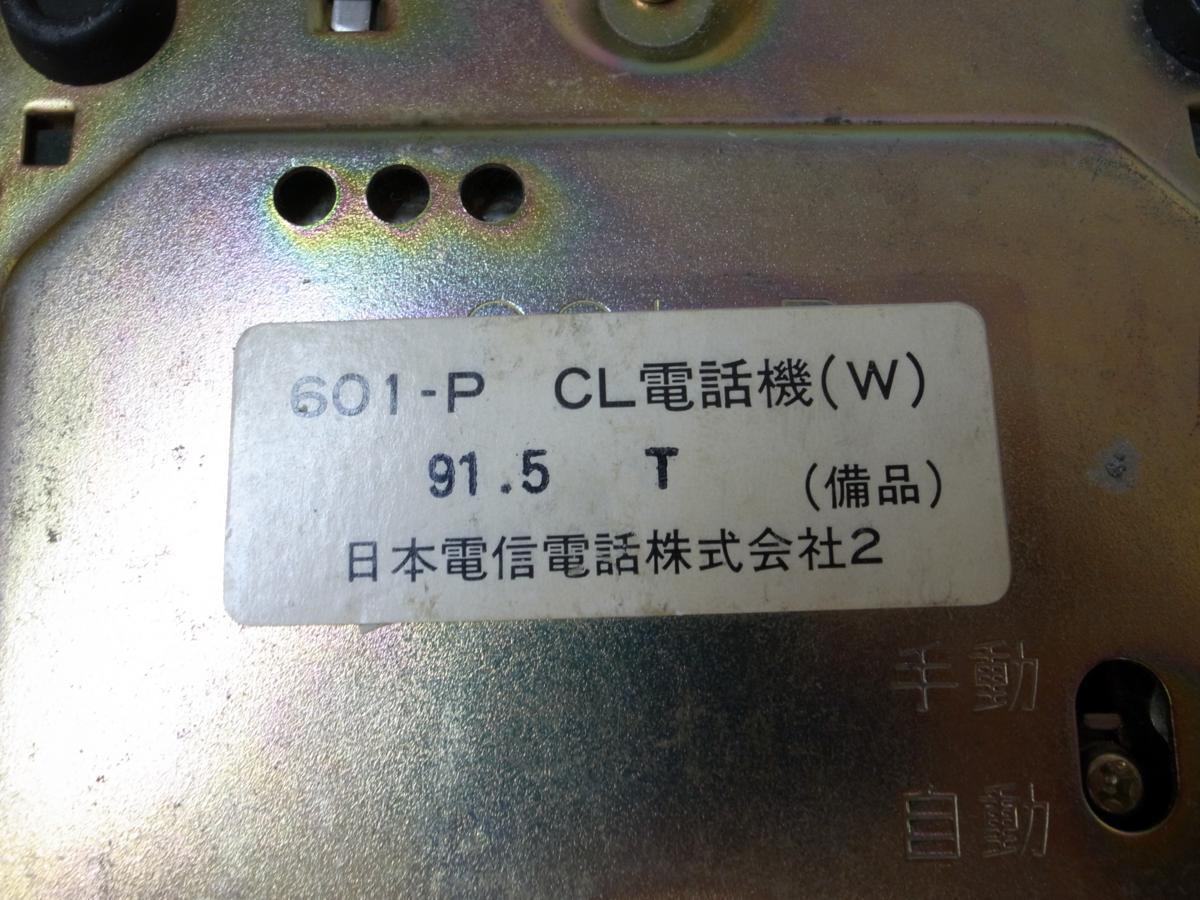 601-P CL電話機(W)
91.5 T (備品)
日本電信電話株式会社2
手動
自動